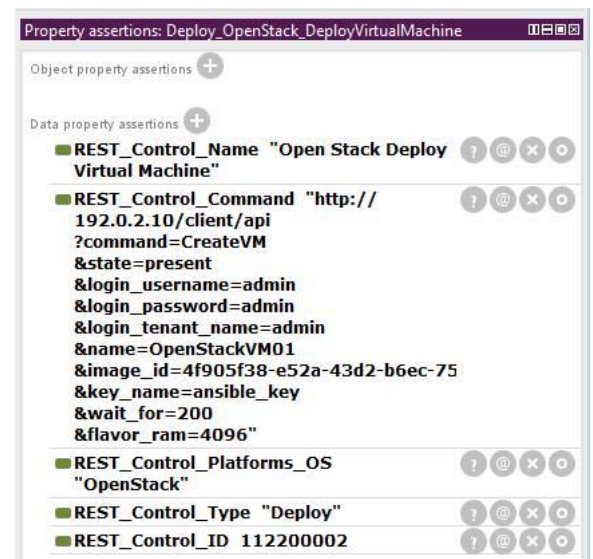 Property assertions: Deploy_OpenStack_DeployVirtualMachine
Object property assertions
Data property assertions
REST_Control_Name "Open Stack Deploy
Virtual Machine"
REST_Control_Command "http://
192.0.2.10/client/api
?command=CreateVM
&state=present
&login_username=admin
&login_password=admin
&login_tenant_name=admin
&name=OpenStackVM01
&image_id=4f905f38-e52a-43d2-b6ec-75
&key_name=ansible_key
&wait_for=200
&flavor_ram=4096"
REST_Control_Platforms_OS
"OpenStack"
REST_Control_Type "Deploy"
REST_Control_ID 112200002